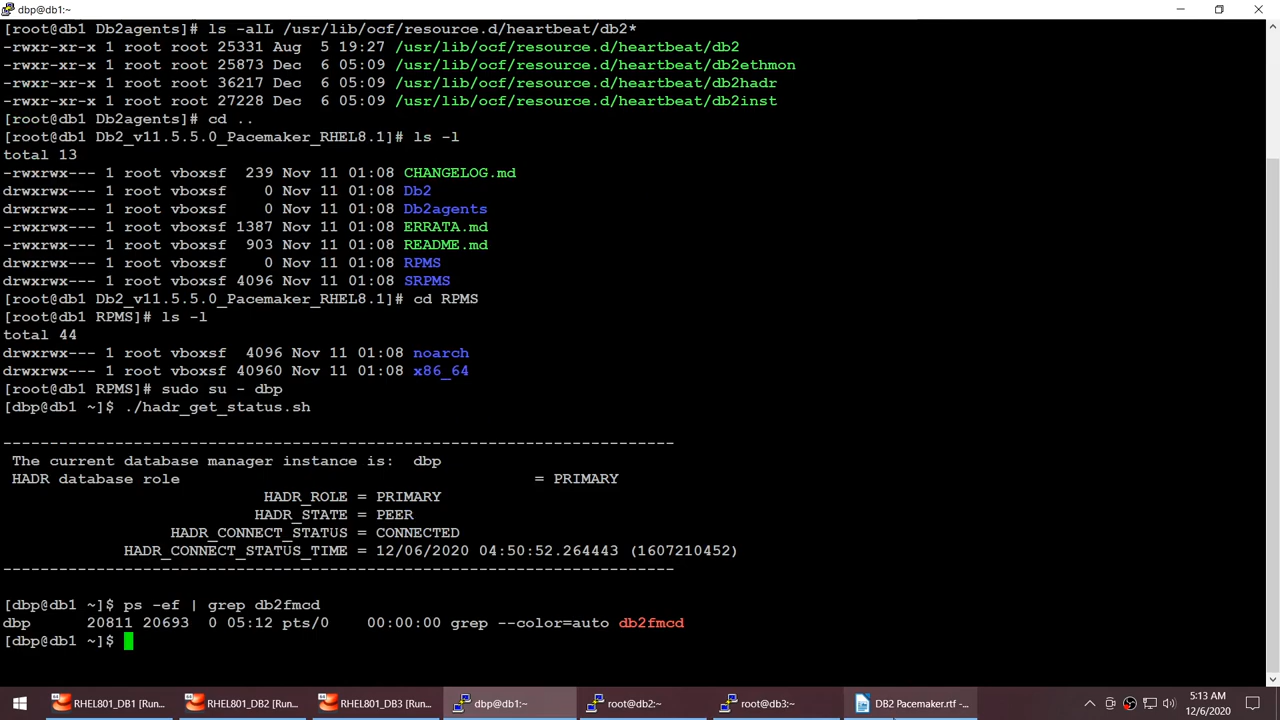 dbp@db1:~
[root@db1 Db2agents]# ls -alL /usr/lib/ocf/resource.d/heartbeat/db2*
-rwxr-xr-x 1 root root 25331 Aug  5 19:27 /usr/lib/ocf/resource.d/heartbeat/db2
-rwxr-xr-x 1 root root 25873 Dec  6 05:09 /usr/lib/ocf/resource.d/heartbeat/db2ethmon
-rwxr-xr-x 1 root root 36217 Dec  6 05:09 /usr/lib/ocf/resource.d/heartbeat/db2hadr
-rwxr-xr-x 1 root root 27228 Dec  6 05:09 /usr/lib/ocf/resource.d/heartbeat/db2inst
[root@db1 Db2agents]# cd ..
[root@db1 Db2_v11.5.5.0_Pacemaker_RHEL8.1]# ls -l
total 13
-rwxrwx--- 1 root vboxsf  239 Nov 11 01:08 CHANGELOG.md
drwxrwx--- 1 root vboxsf    0 Nov 11 01:08 Db2
drwxrwx--- 1 root vboxsf    0 Nov 11 01:08 Db2agents
-rwxrwx--- 1 root vboxsf 1387 Nov 11 01:08 ERRATA.md
-rwxrwx--- 1 root vboxsf  903 Nov 11 01:08 README.md
drwxrwx--- 1 root vboxsf    0 Nov 11 01:08 RPMS
drwxrwx--- 1 root vboxsf 4096 Nov 11 01:08 SRPMS
[root@db1 Db2_v11.5.5.0_Pacemaker_RHEL8.1]# cd RPMS
[root@db1 RPMS]# ls -l
total 44
drwxrwx--- 1 root vboxsf  4096 Nov 11 01:08 noarch
drwxrwx--- 1 root vboxsf 40960 Nov 11 01:08 x86_64
[root@db1 RPMS]# sudo su - dbp
[dbp@db1 ~]$ ./hadr_get_status.sh
-----------------------------------------------------------------------
The current database manager instance is:  dbp
HADR database role                                      = PRIMARY
HADR_ROLE = PRIMARY
HADR_STATE = PEER
HADR_CONNECT_STATUS = CONNECTED
HADR_CONNECT_STATUS_TIME = 12/06/2020 04:50:52.264443 (1607210452)
-----------------------------------------------------------------------
[dbp@db1 ~]$ ps -ef | grep db2fmcd
dbp      20811 20693  0 05:12 pts/0    00:00:00 grep --color=auto db2fmcd
[dbp@db1 ~]$
RHEL801_DB1 [Run...
RHEL801_DB2 [Run...
RHEL801_DB3 [Run...
dbp@db1:~
root@db2:~
root@db3:~
DB2 Pacemaker.rtf -...
5:13 AM
12/6/2020